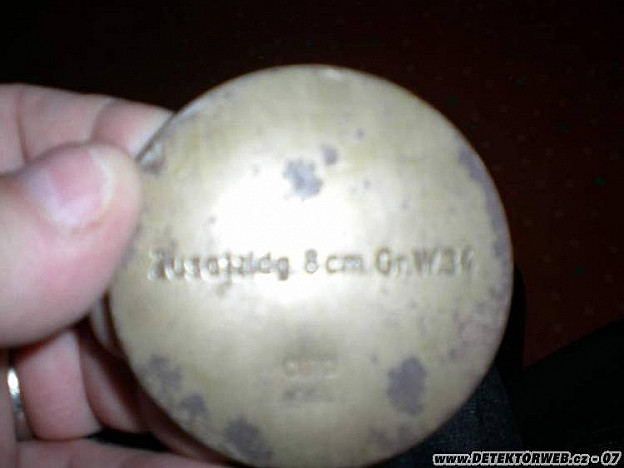 Zusatzldg. 8 cm Gr.W.34
www.DETEKTORWEB.cz - 07